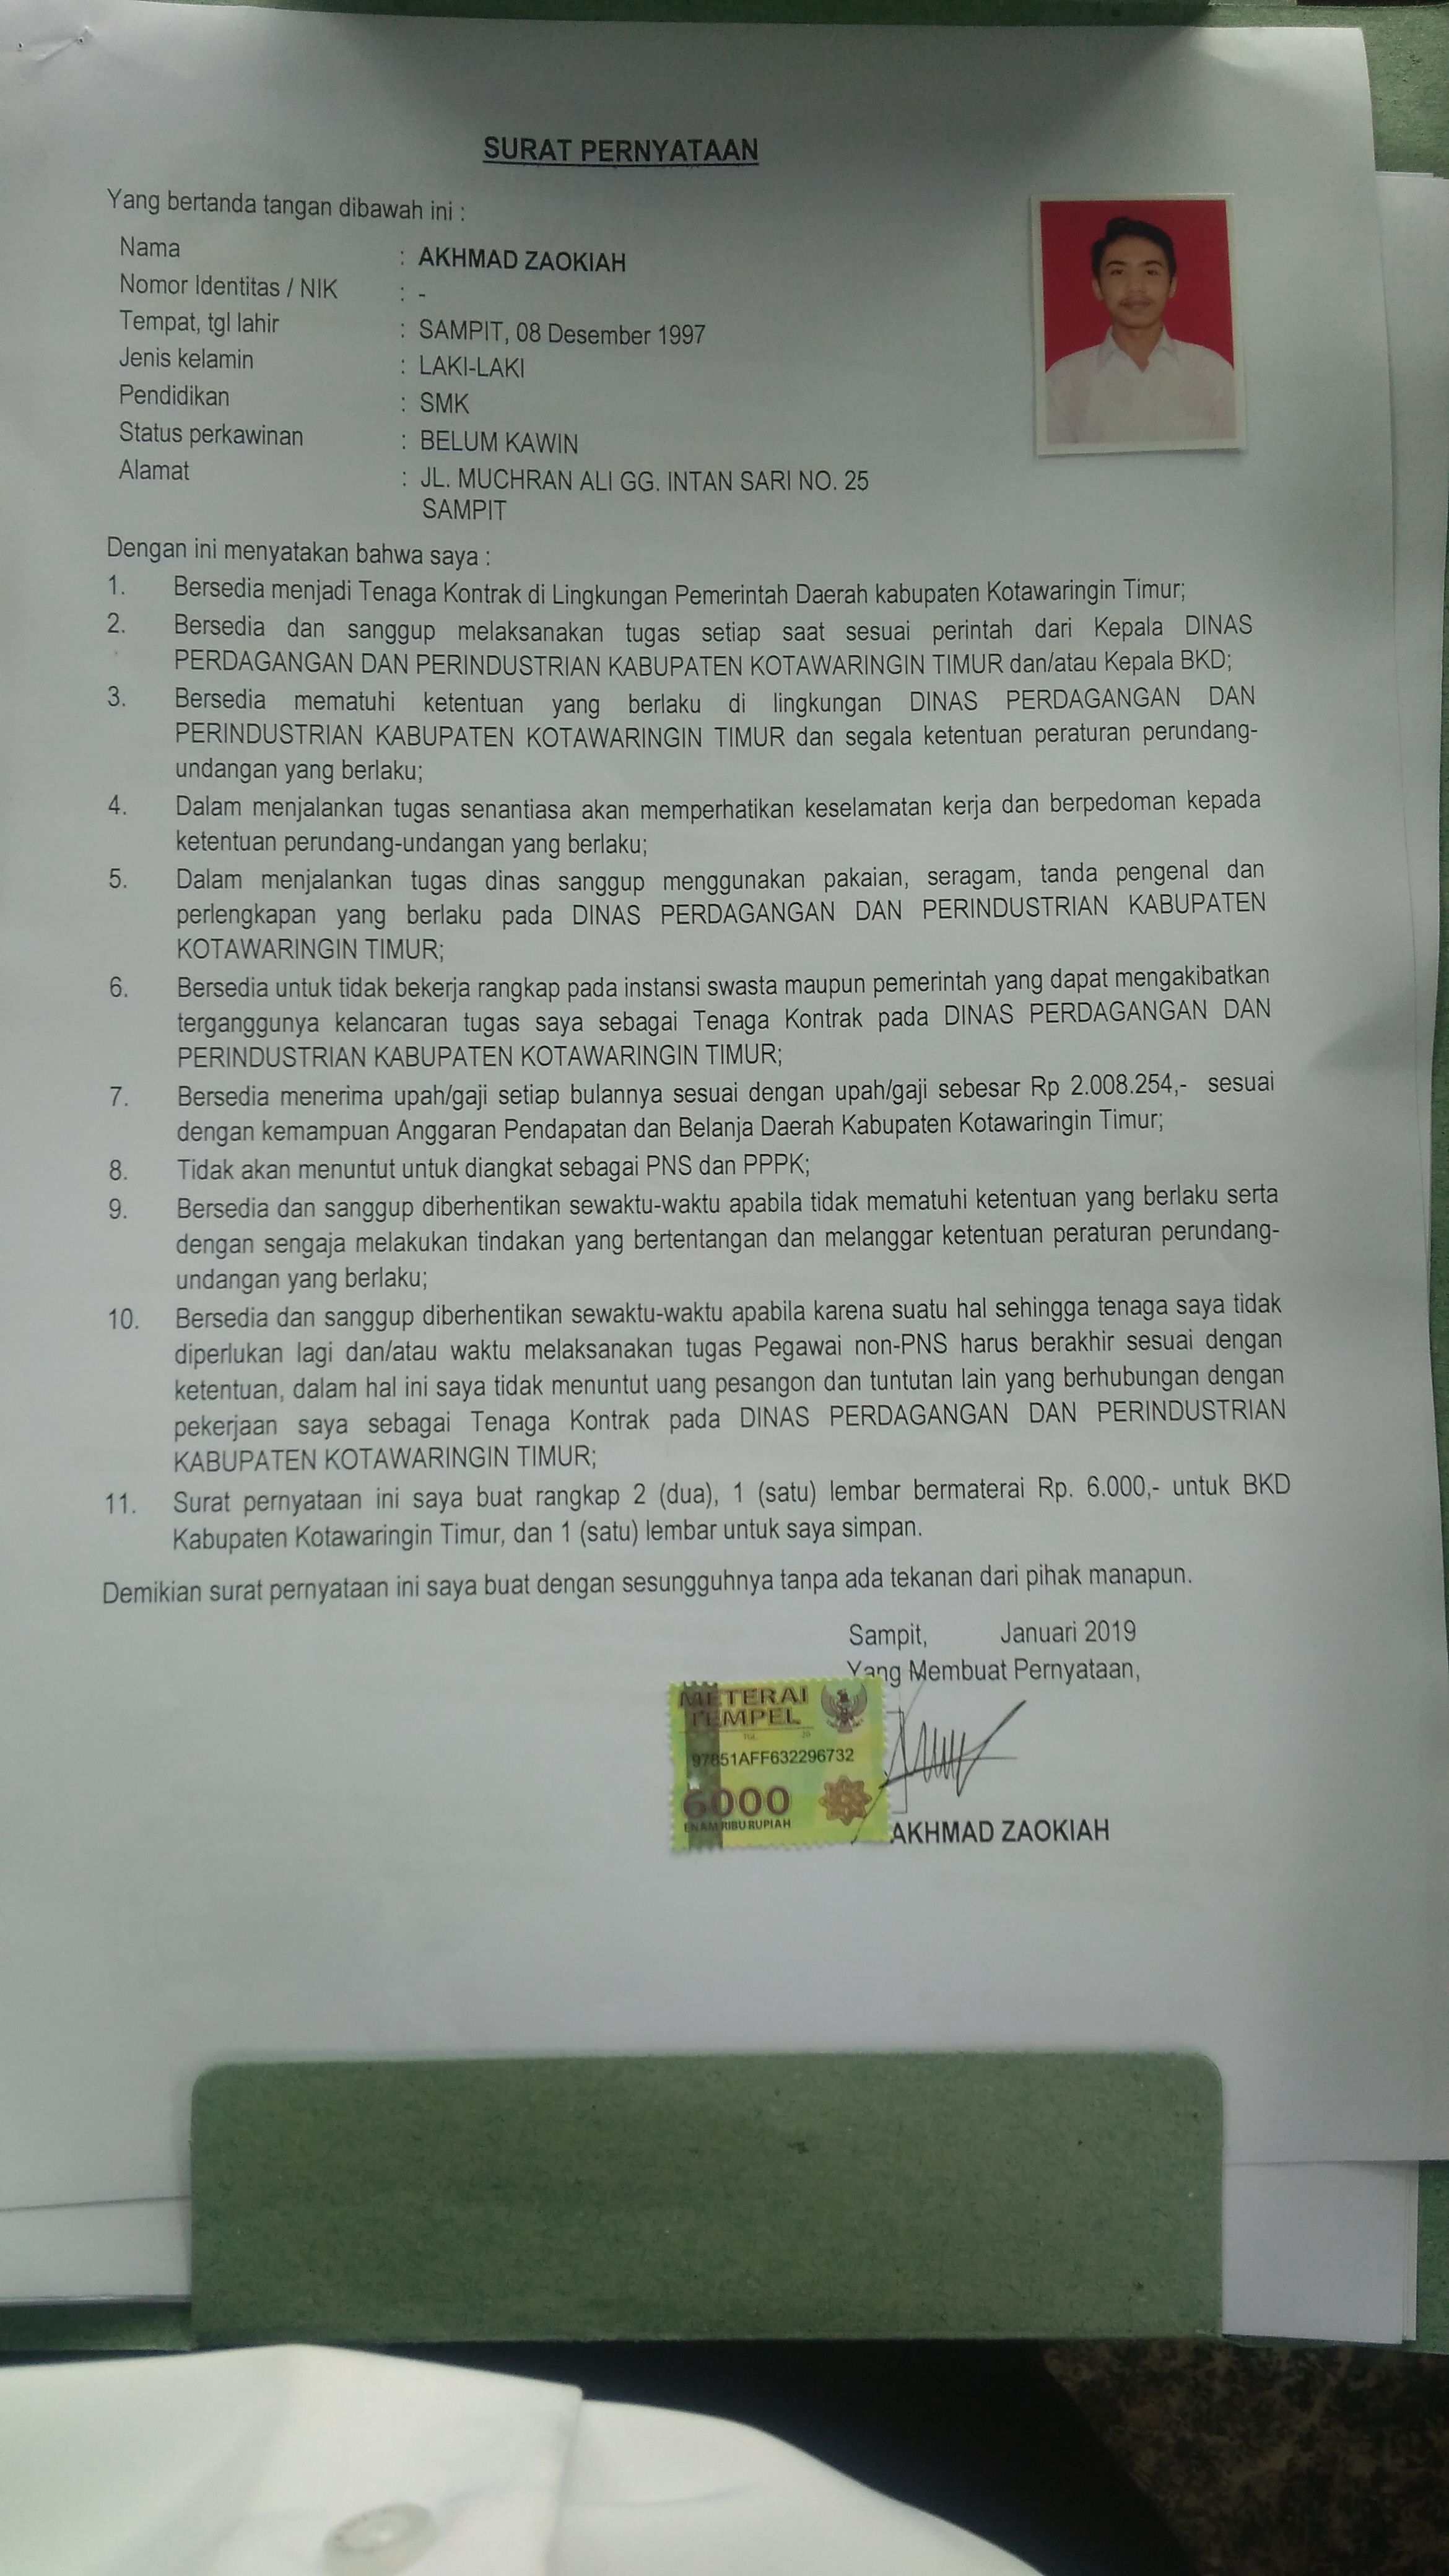 SURAT PERNYATAAN
Yang bertanda tangan dibawah ini :
Nama : AKHMAD ZAOKIAH
Nomor Identitas / NIK : -
Tempat, tgl lahir : SAMPIT, 08 Desember 1997
Jenis kelamin : LAKI-LAKI
Pendidikan : SMK
Status perkawinan : BELUM KAWIN
Alamat : JL. MUCHRAN ALI GG. INTAN SARI NO. 25
SAMPIT
Dengan ini menyatakan bahwa saya :
1. Bersedia menjadi Tenaga Kontrak di Lingkungan Pemerintah Daerah kabupaten Kotawaringin Timur;
2. Bersedia dan sanggup melaksanakan tugas setiap saat sesuai perintah dari Kepala DINAS
PERDAGANGAN DAN PERINDUSTRIAN KABUPATEN KOTAWARINGIN TIMUR dan/atau Kepala BKD;
3. Bersedia mematuhi ketentuan yang berlaku di lingkungan DINAS PERDAGANGAN DAN
PERINDUSTRIAN KABUPATEN KOTAWARINGIN TIMUR dan segala ketentuan peraturan perundang-
undangan yang berlaku;
4. Dalam menjalankan tugas senantiasa akan memperhatikan keselamatan kerja dan berpedoman kepada
ketentuan perundang-undangan yang berlaku;
5. Dalam menjalankan tugas dinas sanggup menggunakan pakaian, seragam, tanda pengenal dan
perlengkapan yang berlaku pada DINAS PERDAGANGAN DAN PERINDUSTRIAN KABUPATEN
KOTAWARINGIN TIMUR;
6. Bersedia untuk tidak bekerja rangkap pada instansi swasta maupun pemerintah yang dapat mengakibatkan
terganggunya kelancaran tugas saya sebagai Tenaga Kontrak pada DINAS PERDAGANGAN DAN
PERINDUSTRIAN KABUPATEN KOTAWARINGIN TIMUR;
7. Bersedia menerima upah/gaji setiap bulannya sesuai dengan upah/gaji sebesar Rp 2.008.254,- sesuai
dengan kemampuan Anggaran Pendapatan dan Belanja Daerah Kabupaten Kotawaringin Timur;
8. Tidak akan menuntut untuk diangkat sebagai PNS dan PPPK;
9. Bersedia dan sanggup diberhentikan sewaktu-waktu apabila tidak mematuhi ketentuan yang berlaku serta
dengan sengaja melakukan tindakan yang bertentangan dan melanggar ketentuan peraturan perundang-
undangan yang berlaku;
10. Bersedia dan sanggup diberhentikan sewaktu-waktu apabila karena suatu hal sehingga tenaga saya tidak
diperlukan lagi dan/atau waktu melaksanakan tugas Pegawai non-PNS harus berakhir sesuai dengan
ketentuan, dalam hal ini saya tidak menuntut uang pesangon dan tuntutan lain yang berhubungan dengan
pekerjaan saya sebagai Tenaga Kontrak pada DINAS PERDAGANGAN DAN PERINDUSTRIAN
KABUPATEN KOTAWARINGIN TIMUR;
11. Surat pernyataan ini saya buat rangkap 2 (dua), 1 (satu) lembar bermaterai Rp. 6.000,- untuk BKD
Kabupaten Kotawaringin Timur, dan 1 (satu) lembar untuk saya simpan.
Demikian surat pernyataan ini saya buat dengan sesungguhnya tanpa ada tekanan dari pihak manapun.
Sampit, Januari 2019
Yang Membuat Pernyataan,
METERAI
TEMPEL
TGL. 20
97851AFF632296732
6000
ENAM RIBU RUPIAH
AKHMAD ZAOKIAH